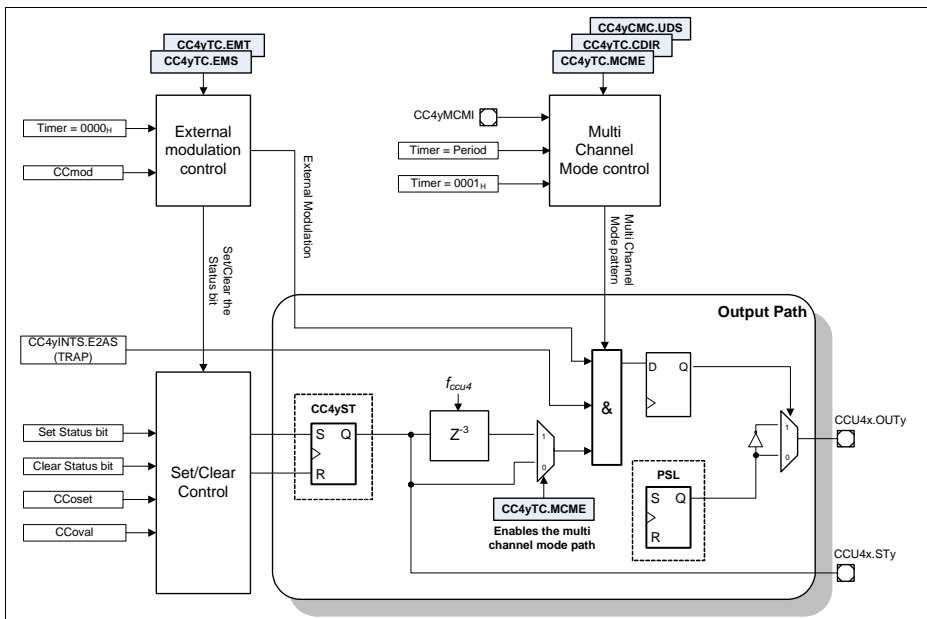 CC4yTC.EMT
CC4yTC.EMS
CC4yCMC.UDS
CC4yTC.CDIR
CC4yTC.MCME
Timer = 0000H
CCmod
External
modulation
control
CC4yMCMI
Timer = Period
Timer = 0001H
Multi
Channel
Mode control
External Modulation
Set/Clear the
Status bit
Multi Channel
Mode pattern
Output Path
CC4yINTS.E2AS
(TRAP)
Set Status bit
Clear Status bit
CCoset
CCoval
Set/Clear
Control
CC4yST
S Q
R
fccu4
Z-3
1
0
CC4yTC.MCME
Enables the multi
channel mode path
&
D Q
PSL
S Q
R
1
0
CCU4x.OUTy
CCU4x.STy